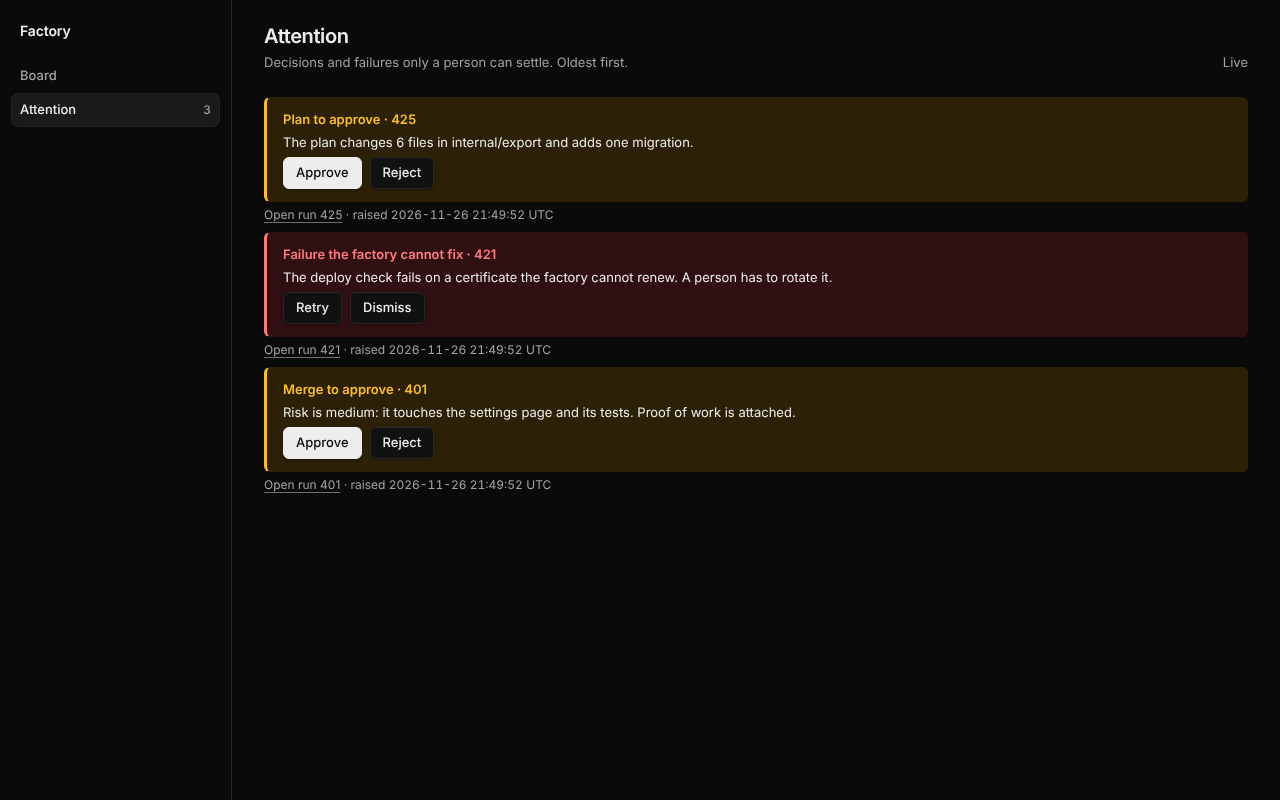 Factory
Board
Attention 3
Attention
Decisions and failures only a person can settle. Oldest first.
Live
Plan to approve · 425
The plan changes 6 files in internal/export and adds one migration.
Approve Reject
Open run 425 · raised 2026-11-26 21:49:52 UTC
Failure the factory cannot fix · 421
The deploy check fails on a certificate the factory cannot renew. A person has to rotate it.
Retry Dismiss
Open run 421 · raised 2026-11-26 21:49:52 UTC
Merge to approve · 401
Risk is medium: it touches the settings page and its tests. Proof of work is attached.
Approve Reject
Open run 401 · raised 2026-11-26 21:49:52 UTC